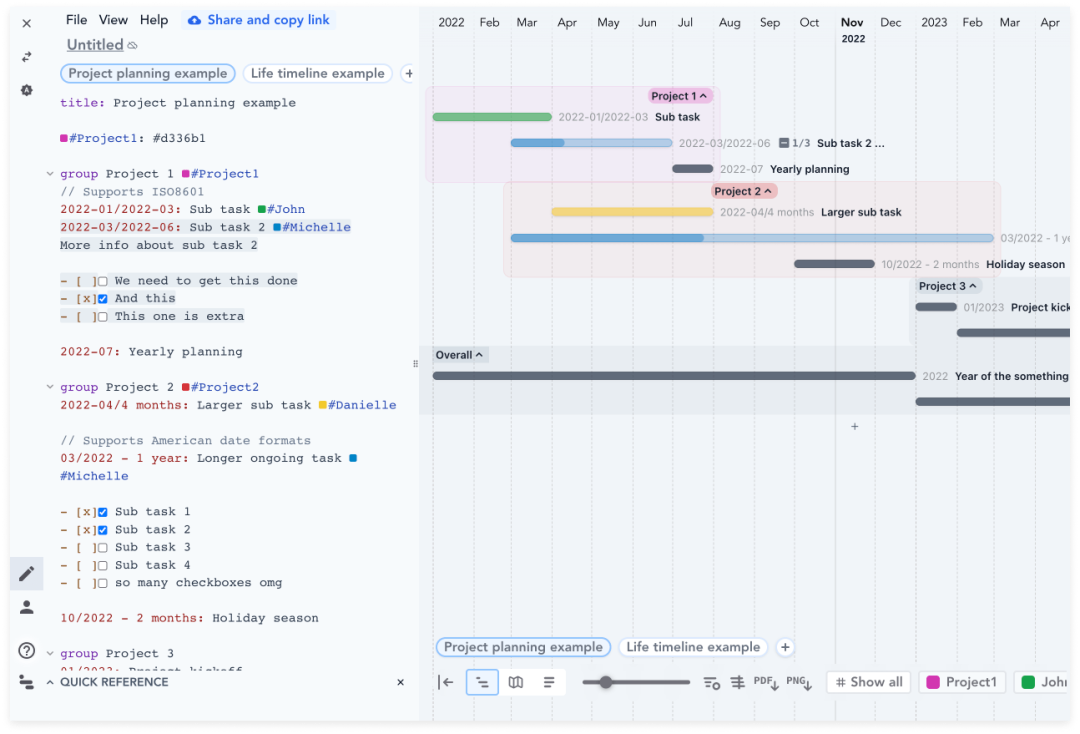 File View Help Share and copy link
Untitled
Project planning example Life timeline example +
title: Project planning example
#Project1: #d336b1
group Project 1 #Project1
// Supports ISO8601
2022-01/2022-03: Sub task #John
2022-03/2022-06: Sub task 2 #Michelle
More info about sub task 2
- [ ] We need to get this done
- [x] And this
- [ ] This one is extra
2022-07: Yearly planning
group Project 2 #Project2
2022-04/4 months: Larger sub task #Danielle
// Supports American date formats
03/2022 - 1 year: Longer ongoing task
#Michelle
- [x] Sub task 1
- [x] Sub task 2
- [ ] Sub task 3
- [ ] Sub task 4
- [ ] so many checkboxes omg
10/2022 - 2 months: Holiday season
group Project 3
01/2023: Project kickoff
QUICK REFERENCE ×
2022 Feb Mar Apr May Jun Jul Aug Sep Oct Nov Dec 2023 Feb Mar Apr
2022
Project 1
2022-01/2022-03 Sub task
2022-03/2022-06 1/3 Sub task 2 ...
2022-07 Yearly planning
Project 2
2022-04/4 months Larger sub task
03/2022 - 1 ye
10/2022 - 2 months Holiday season
Project 3
01/2023 Project kick
Overall
2022 Year of the something
+
Project planning example Life timeline example +
PDF PNG # Show all Project1 John